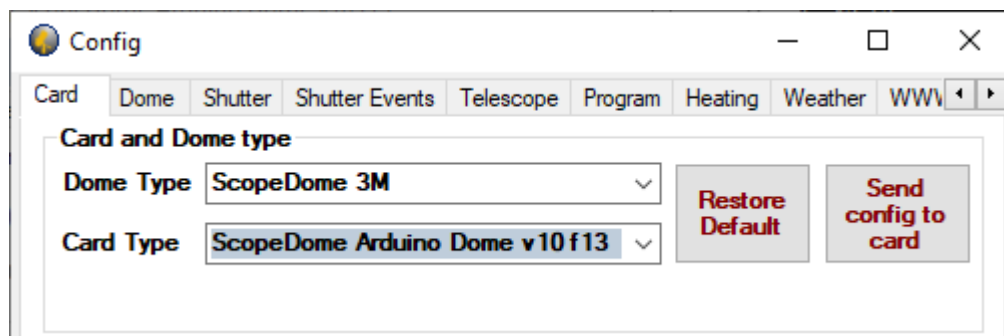 Config
Card Dome Shutter Shutter Events Telescope Program Heating Weather
Card and Dome type
Dome Type ScopeDome 3M
Card Type ScopeDome Arduino Dome v10 f13
Restore
Default
Send
config to
card